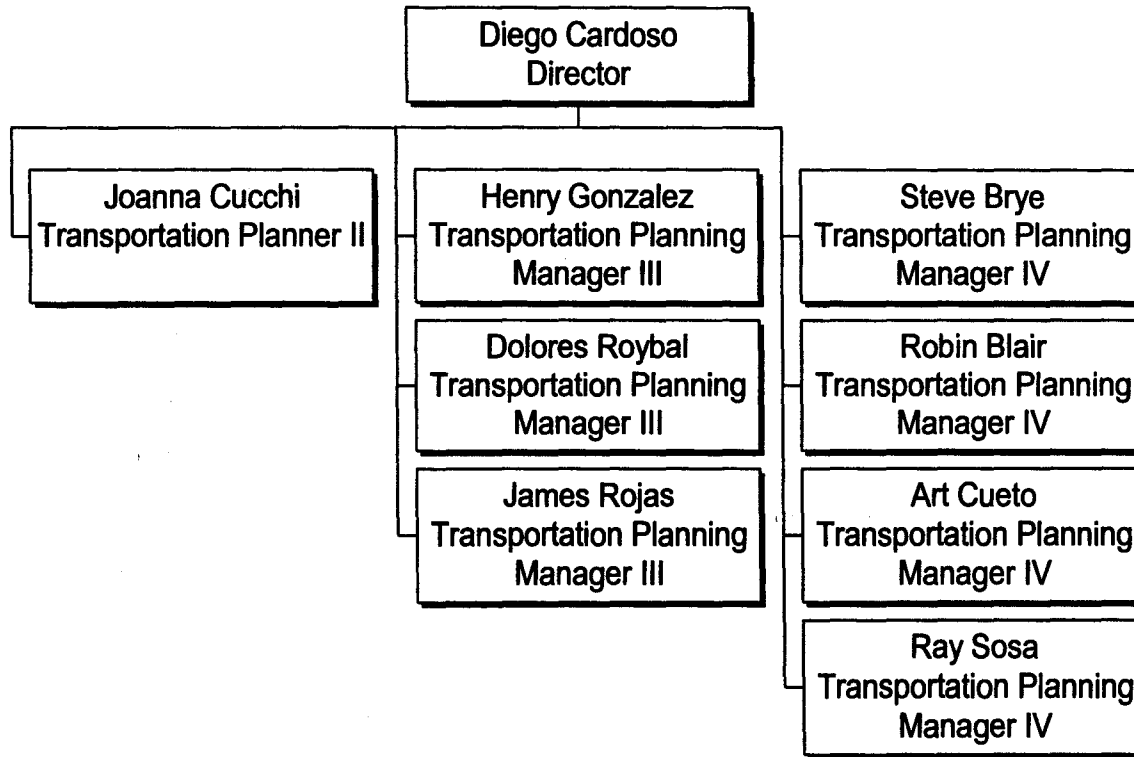 Diego Cardoso
Director
Joanna Cucchi
Transportation Planner II
Henry Gonzalez
Transportation Planning
Manager III
Dolores Roybal
Transportation Planning
Manager III
James Rojas
Transportation Planning
Manager III
Steve Brye
Transportation Planning
Manager IV
Robin Blair
Transportation Planning
Manager IV
Art Cueto
Transportation Planning
Manager IV
Ray Sosa
Transportation Planning
Manager IV